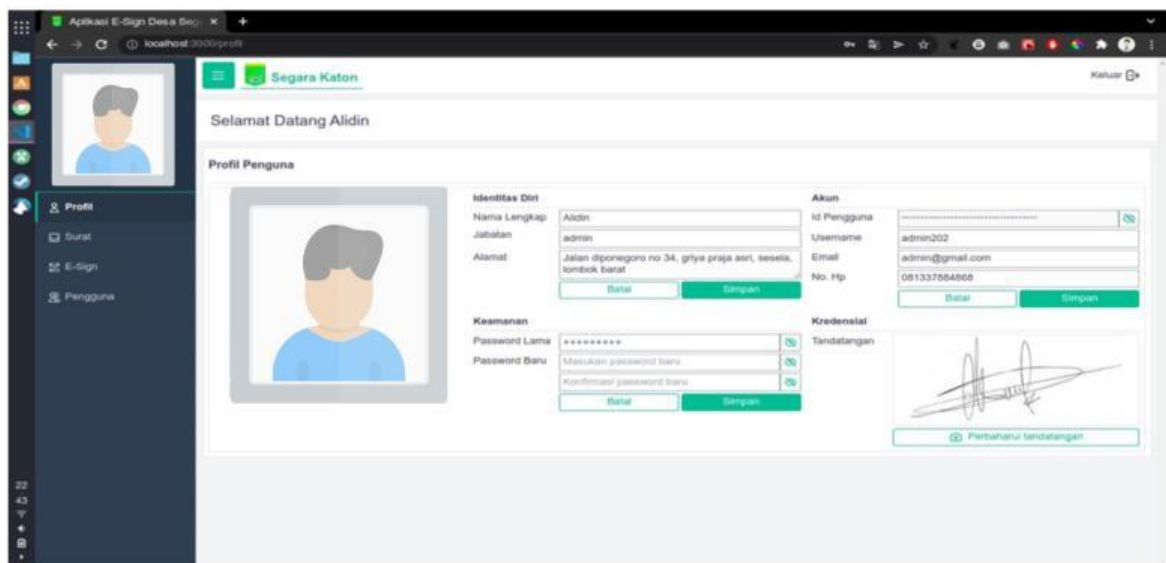 Aplikasi E-Sign Desa Seg
localhost:3000/profil
Segara Katon
Keluar
Selamat Datang Alidin
Profil Penguna
Profil
Surat
E-Sign
Pengguna
Identitas Diri
Nama Lengkap Alidin
Jabatan admin
Alamat Jalan diponegoro no 34, griya praja asri, sesela,
lombok barat
Batal Simpan
Akun
Id Pengguna
Username admin202
Email admin@gmail.com
No. Hp 081337884868
Batal Simpan
Keamanan
Password Lama
Password Baru Masukan password baru
Konfirmasi password baru
Batal Simpan
Kredensial
Tandatangan
Perbaharui tandatangan
22
43